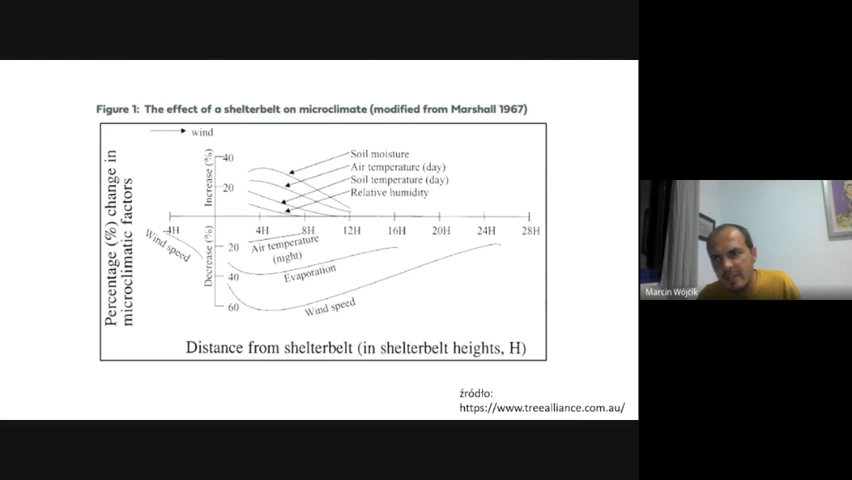 Figure 1: The effect of a shelterbelt on microclimate (modified from Marshall 1967)
wind
Percentage (%) change in
microclimatic factors
Increase (%)
Decrease (%)
40
20
20
40
60
Soil moisture
Air temperature (day)
Soil temperature (day)
Relative humidity
-4H 4H 8H 12H 16H 20H 24H 28H
Wind speed
Air temperature
(night)
Evaporation
Wind speed
Distance from shelterbelt (in shelterbelt heights, H)
źródło:
https://www.treealliance.com.au/
Marcin Wójcik